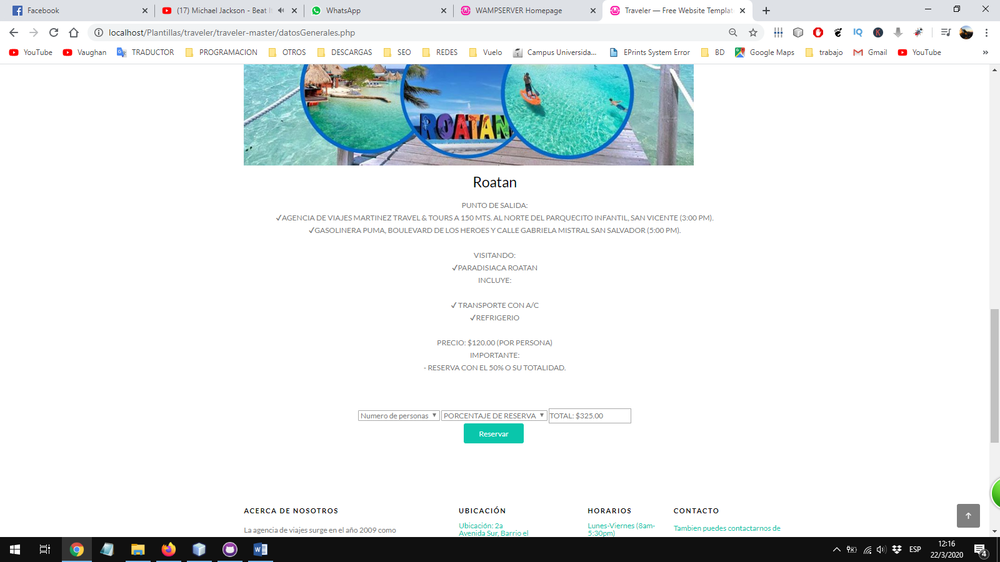 Facebook
(17) Michael Jackson - Beat I
WhatsApp
WAMPSERVER Homepage
Traveler — Free Website Templat
localhost/Plantillas/traveler/traveler-master/datosGenerales.php
YouTube
Vaughan
TRADUCTOR
PROGRAMACION
OTROS
DESCARGAS
SEO
REDES
Vuelo
Campus Universida...
EPrints System Error
BD
Google Maps
trabajo
Gmail
YouTube
»
ROATAN
Roatan
PUNTO DE SALIDA:
✓AGENCIA DE VIAJES MARTINEZ TRAVEL & TOURS A 150 MTS. AL NORTE DEL PARQUECITO INFANTIL, SAN VICENTE (3:00 PM).
✓GASOLINERA PUMA, BOULEVARD DE LOS HEROES Y CALLE GABRIELA MISTRAL SAN SALVADOR (5:00 PM).
VISITANDO:
✓PARADISIACA ROATAN
INCLUYE:
✓ TRANSPORTE CON A/C
✓REFRIGERIO
PRECIO: $120.00 (POR PERSONA)
IMPORTANTE:
- RESERVA CON EL 50% O SU TOTALIDAD.
Numero de personas PORCENTAJE DE RESERVA TOTAL: $325.00
Reservar
ACERCA DE NOSOTROS
La agencia de viajes surge en el año 2009 como
UBICACIÓN
Ubicación: 2a
Avenida Sur, Barrio el
HORARIOS
Lunes-Viernes (8am-
5:30pm)
CONTACTO
Tambien puedes contactarnos de
ESP
12:16
22/3/2020
4